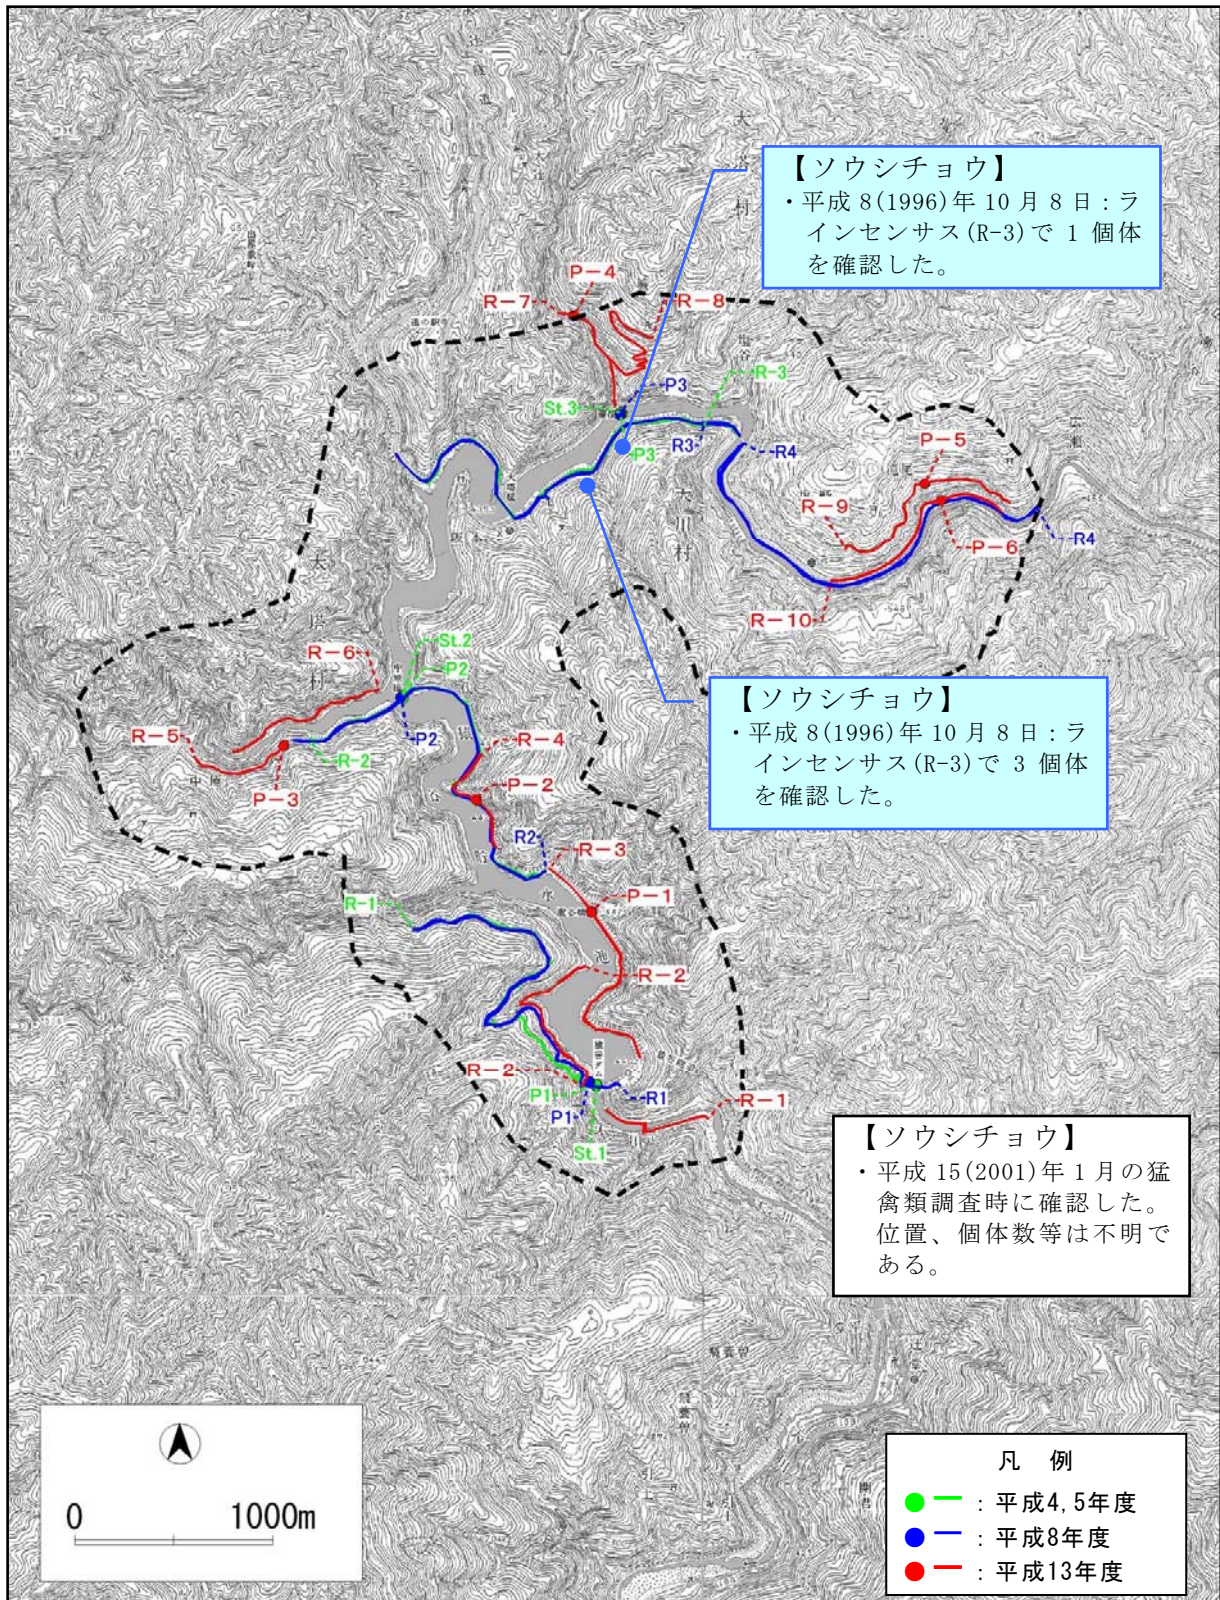 【ソウシチョウ】
・平成 8(1996)年 10 月 8 日：ラ
インセンサス(R-3)で 1 個体
を確認した。
P－4
R－7
R－8
P3
R-3
St.3
P3
R3
R4
P－5
R－9
P－6
R4
R－10
大川村
St.2
P2
R－6
【ソウシチョウ】
・平成 8(1996)年 10 月 8 日：ラ
インセンサス(R-3)で 3 個体
を確認した。
R－5
P2
R-2
R－4
P－3
P－2
R2
R－3
R-1
P－1
R－2
R－2
P1
R1
P1
R－1
St.1
【ソウシチョウ】
・平成 15(2001)年 1 月の猛
禽類調査時に確認した。
位置、個体数等は不明で
ある。
0 1000m
凡 例
：平成4,5年度
：平成8年度
：平成13年度